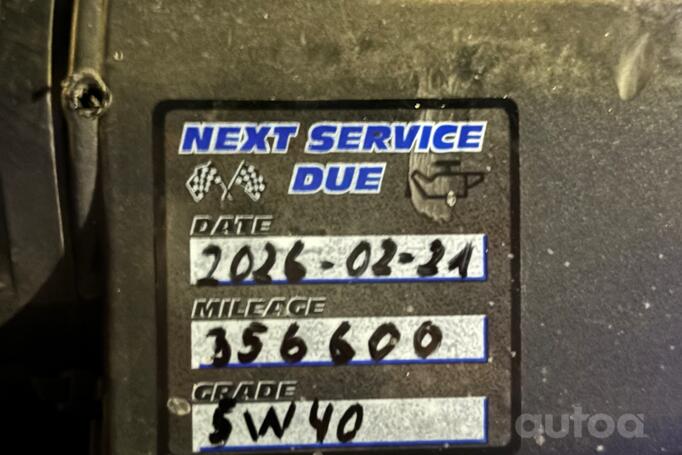 NEXT SERVICE
DUE
DATE
2026-02-21
MILEAGE
356600
GRADE
5W40
autoa